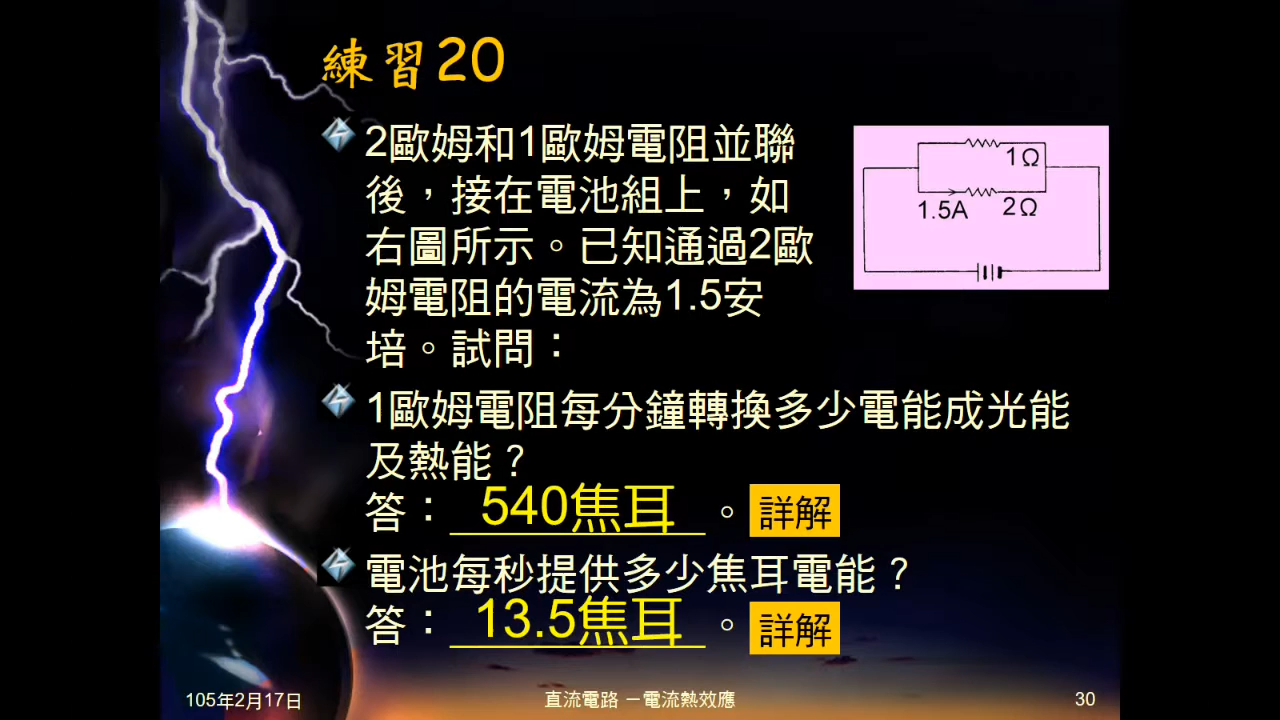 練習20
2歐姆和1歐姆電阻並聯
後，接在電池組上，如
右圖所示。已知通過2歐
姆電阻的電流為1.5安
培。試問：
1Ω
1.5A 2Ω
1歐姆電阻每分鐘轉換多少電能成光能
及熱能？
答：540焦耳。詳解
電池每秒提供多少焦耳電能？
答：13.5焦耳。詳解
105年2月17日 直流電路 －電流熱效應 30